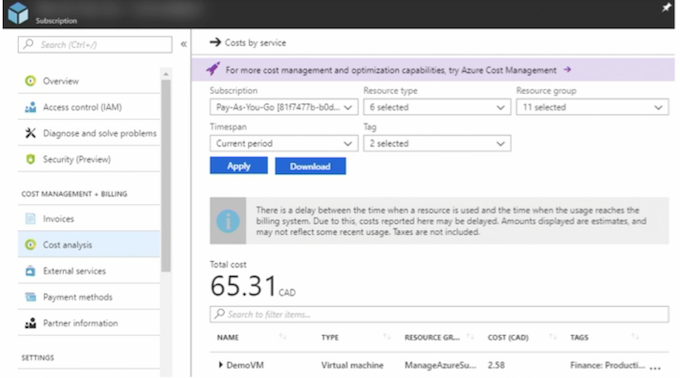 Subscription
Search (Ctrl+/)
Overview
Access control (IAM)
Diagnose and solve problems
Security (Preview)
COST MANAGEMENT + BILLING
Invoices
Cost analysis
External services
Payment methods
Partner information
SETTINGS
Costs by service
For more cost management and optimization capabilities, try Azure Cost Management
Subscription Resource type Resource group
Pay-As-You-Go [81f7477b-b0d... 6 selected 11 selected
Timespan Tag
Current period 2 selected
Apply Download
There is a delay between the time when a resource is used and the time when the usage reaches the
billing system. Due to this, costs reported here may be delayed. Amounts displayed are estimates, and
may not reflect some recent usage. Taxes are not included.
Total cost
65.31 CAD
Search to filter items...
NAME TYPE RESOURCE GR... COST (CAD) TAGS
DemoVM Virtual machine ManageAzureSu... 2.58 Finance: Producti... ...